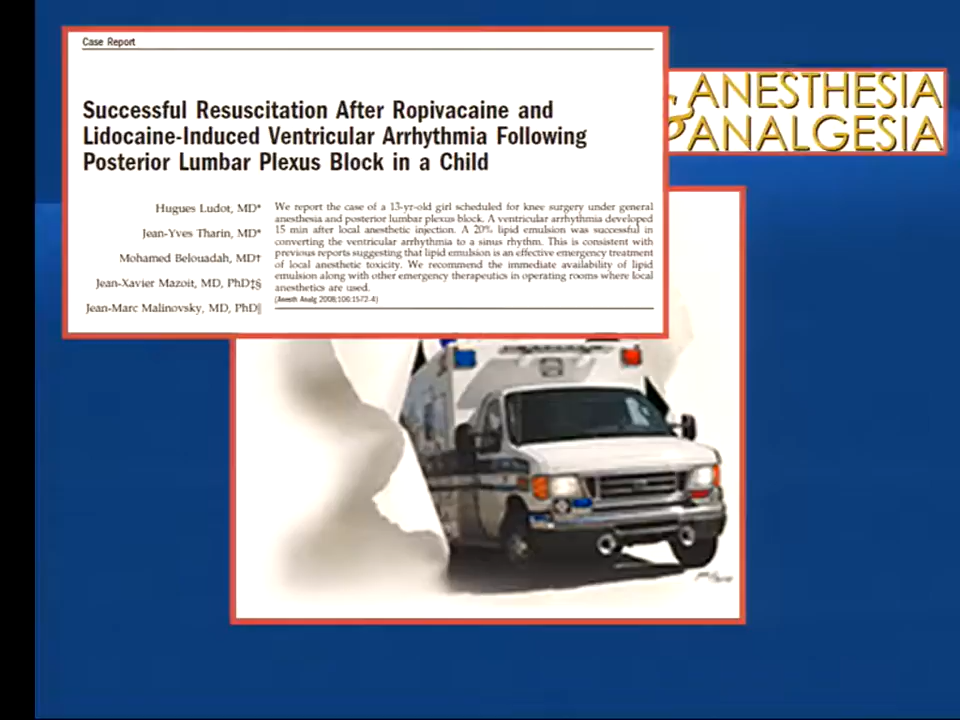 Case Report
Successful Resuscitation After Ropivacaine and
Lidocaine-Induced Ventricular Arrhythmia Following
Posterior Lumbar Plexus Block in a Child
Hugues Ludot, MD*
Jean-Yves Tharin, MD*
Mohamed Belouadah, MD†
Jean-Xavier Mazoit, MD, PhD‡§
Jean-Marc Malinovsky, MD, PhD||
We report the case of a 13-yr-old girl scheduled for knee surgery under general
anesthesia and posterior lumbar plexus block. A ventricular arrhythmia developed
15 min after local anesthetic injection. A 20% lipid emulsion was successful in
converting the ventricular arrhythmia to a sinus rhythm. This is consistent with
previous reports suggesting that lipid emulsion is an effective emergency treatment
of local anesthetic toxicity. We recommend the immediate availability of lipid
emulsion along with other emergency therapeutics in operating rooms where local
anesthetics are used.
(Anesth Analg 2008;106:1572–4)
ANESTHESIA
& ANALGESIA